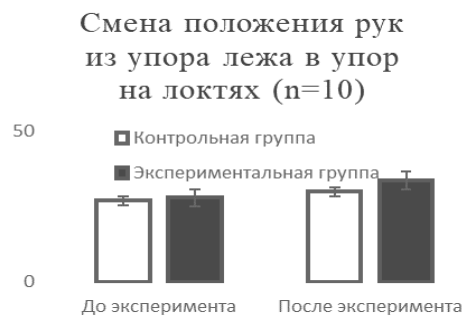 Смена положения рук
из упора лежа в упор
на локтях (n=10)
50
Контрольная группа
Экспериментальная группа
0
До эксперимента После эксперимента